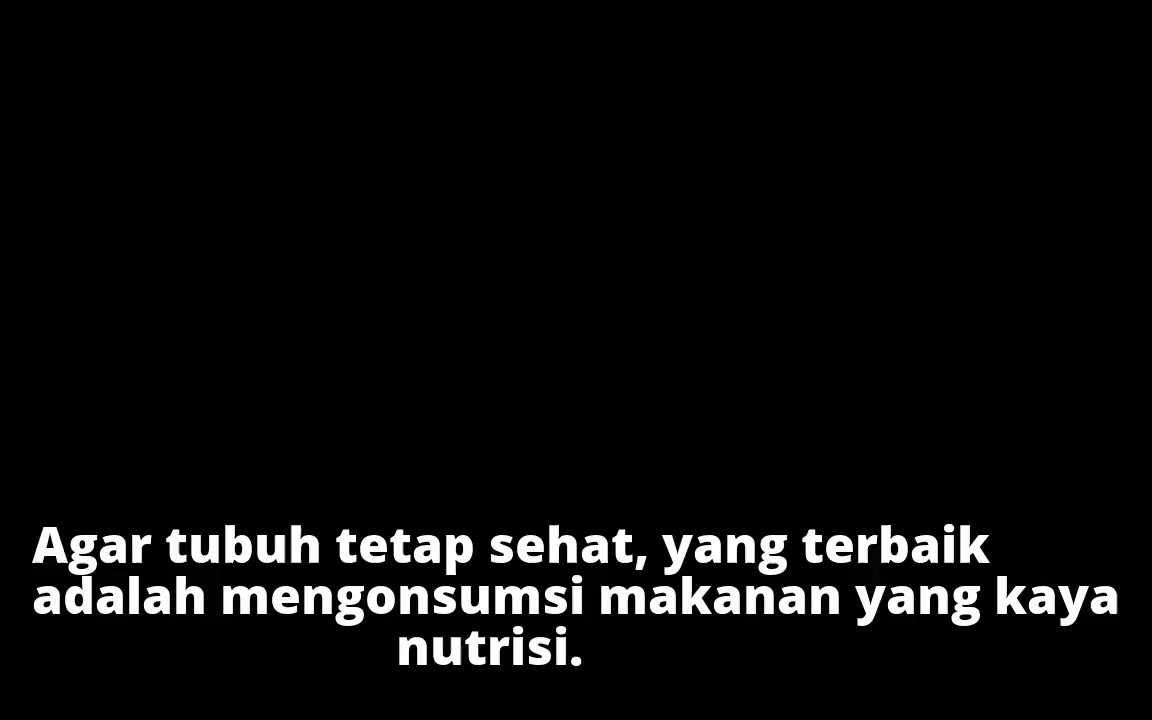 Agar tubuh tetap sehat, yang terbaik
adalah mengonsumsi makanan yang kaya
nutrisi.